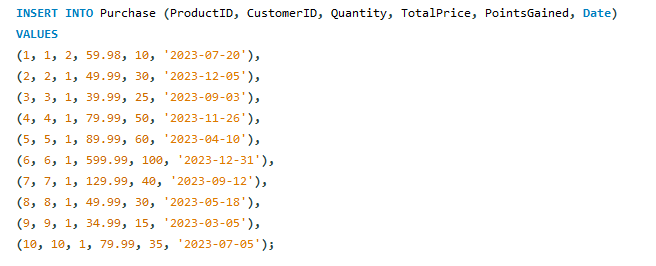 INSERT INTO Purchase (ProductID, CustomerID, Quantity, TotalPrice, PointsGained, Date)
VALUES
(1, 1, 2, 59.98, 10, '2023-07-20'),
(2, 2, 1, 49.99, 30, '2023-12-05'),
(3, 3, 1, 39.99, 25, '2023-09-03'),
(4, 4, 1, 79.99, 50, '2023-11-26'),
(5, 5, 1, 89.99, 60, '2023-04-10'),
(6, 6, 1, 599.99, 100, '2023-12-31'),
(7, 7, 1, 129.99, 40, '2023-09-12'),
(8, 8, 1, 49.99, 30, '2023-05-18'),
(9, 9, 1, 34.99, 15, '2023-03-05'),
(10, 10, 1, 79.99, 35, '2023-07-05');